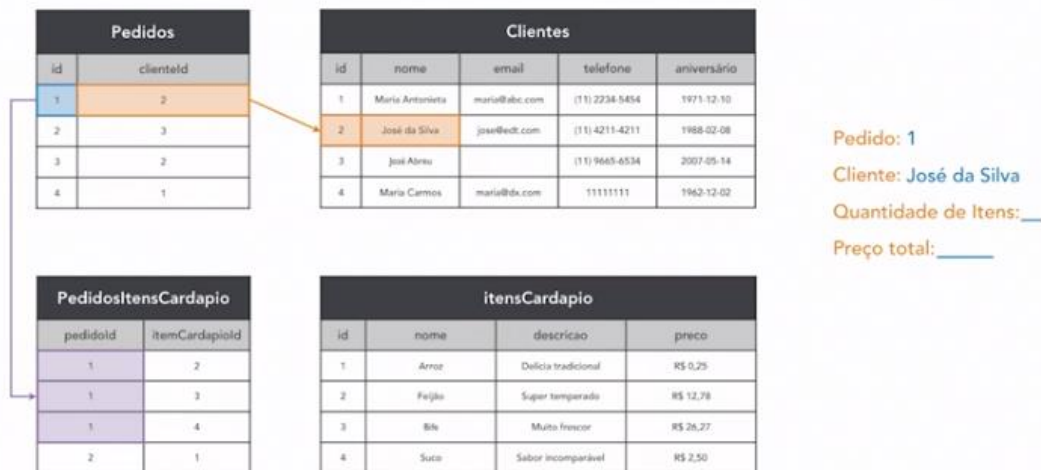 Pedidos
id clienteId
1 2
2 3
3 2
4 1
Clientes
id nome email telefone aniversário
1 Maria Antonieta maria@abc.com (11) 2234-5454 1971-12-10
2 José da Silva jose@edt.com (11) 4211-4211 1988-02-08
3 José Abreu (11) 9665-6534 2007-05-14
4 Maria Carmos maria@dx.com 11111111 1962-12-02
Pedido: 1
Cliente: José da Silva
Quantidade de Itens:__
Preço total:_____
PedidosItensCardapio
pedidoId itemCardapioId
1 2
1 3
1 4
2 1
itensCardapio
id nome descricao preco
1 Arroz Delícia tradicional R$ 0,25
2 Feijão Super temperado R$ 12,78
3 Bife Muito frescor R$ 26,27
4 Suco Sabor incomparável R$ 2,50